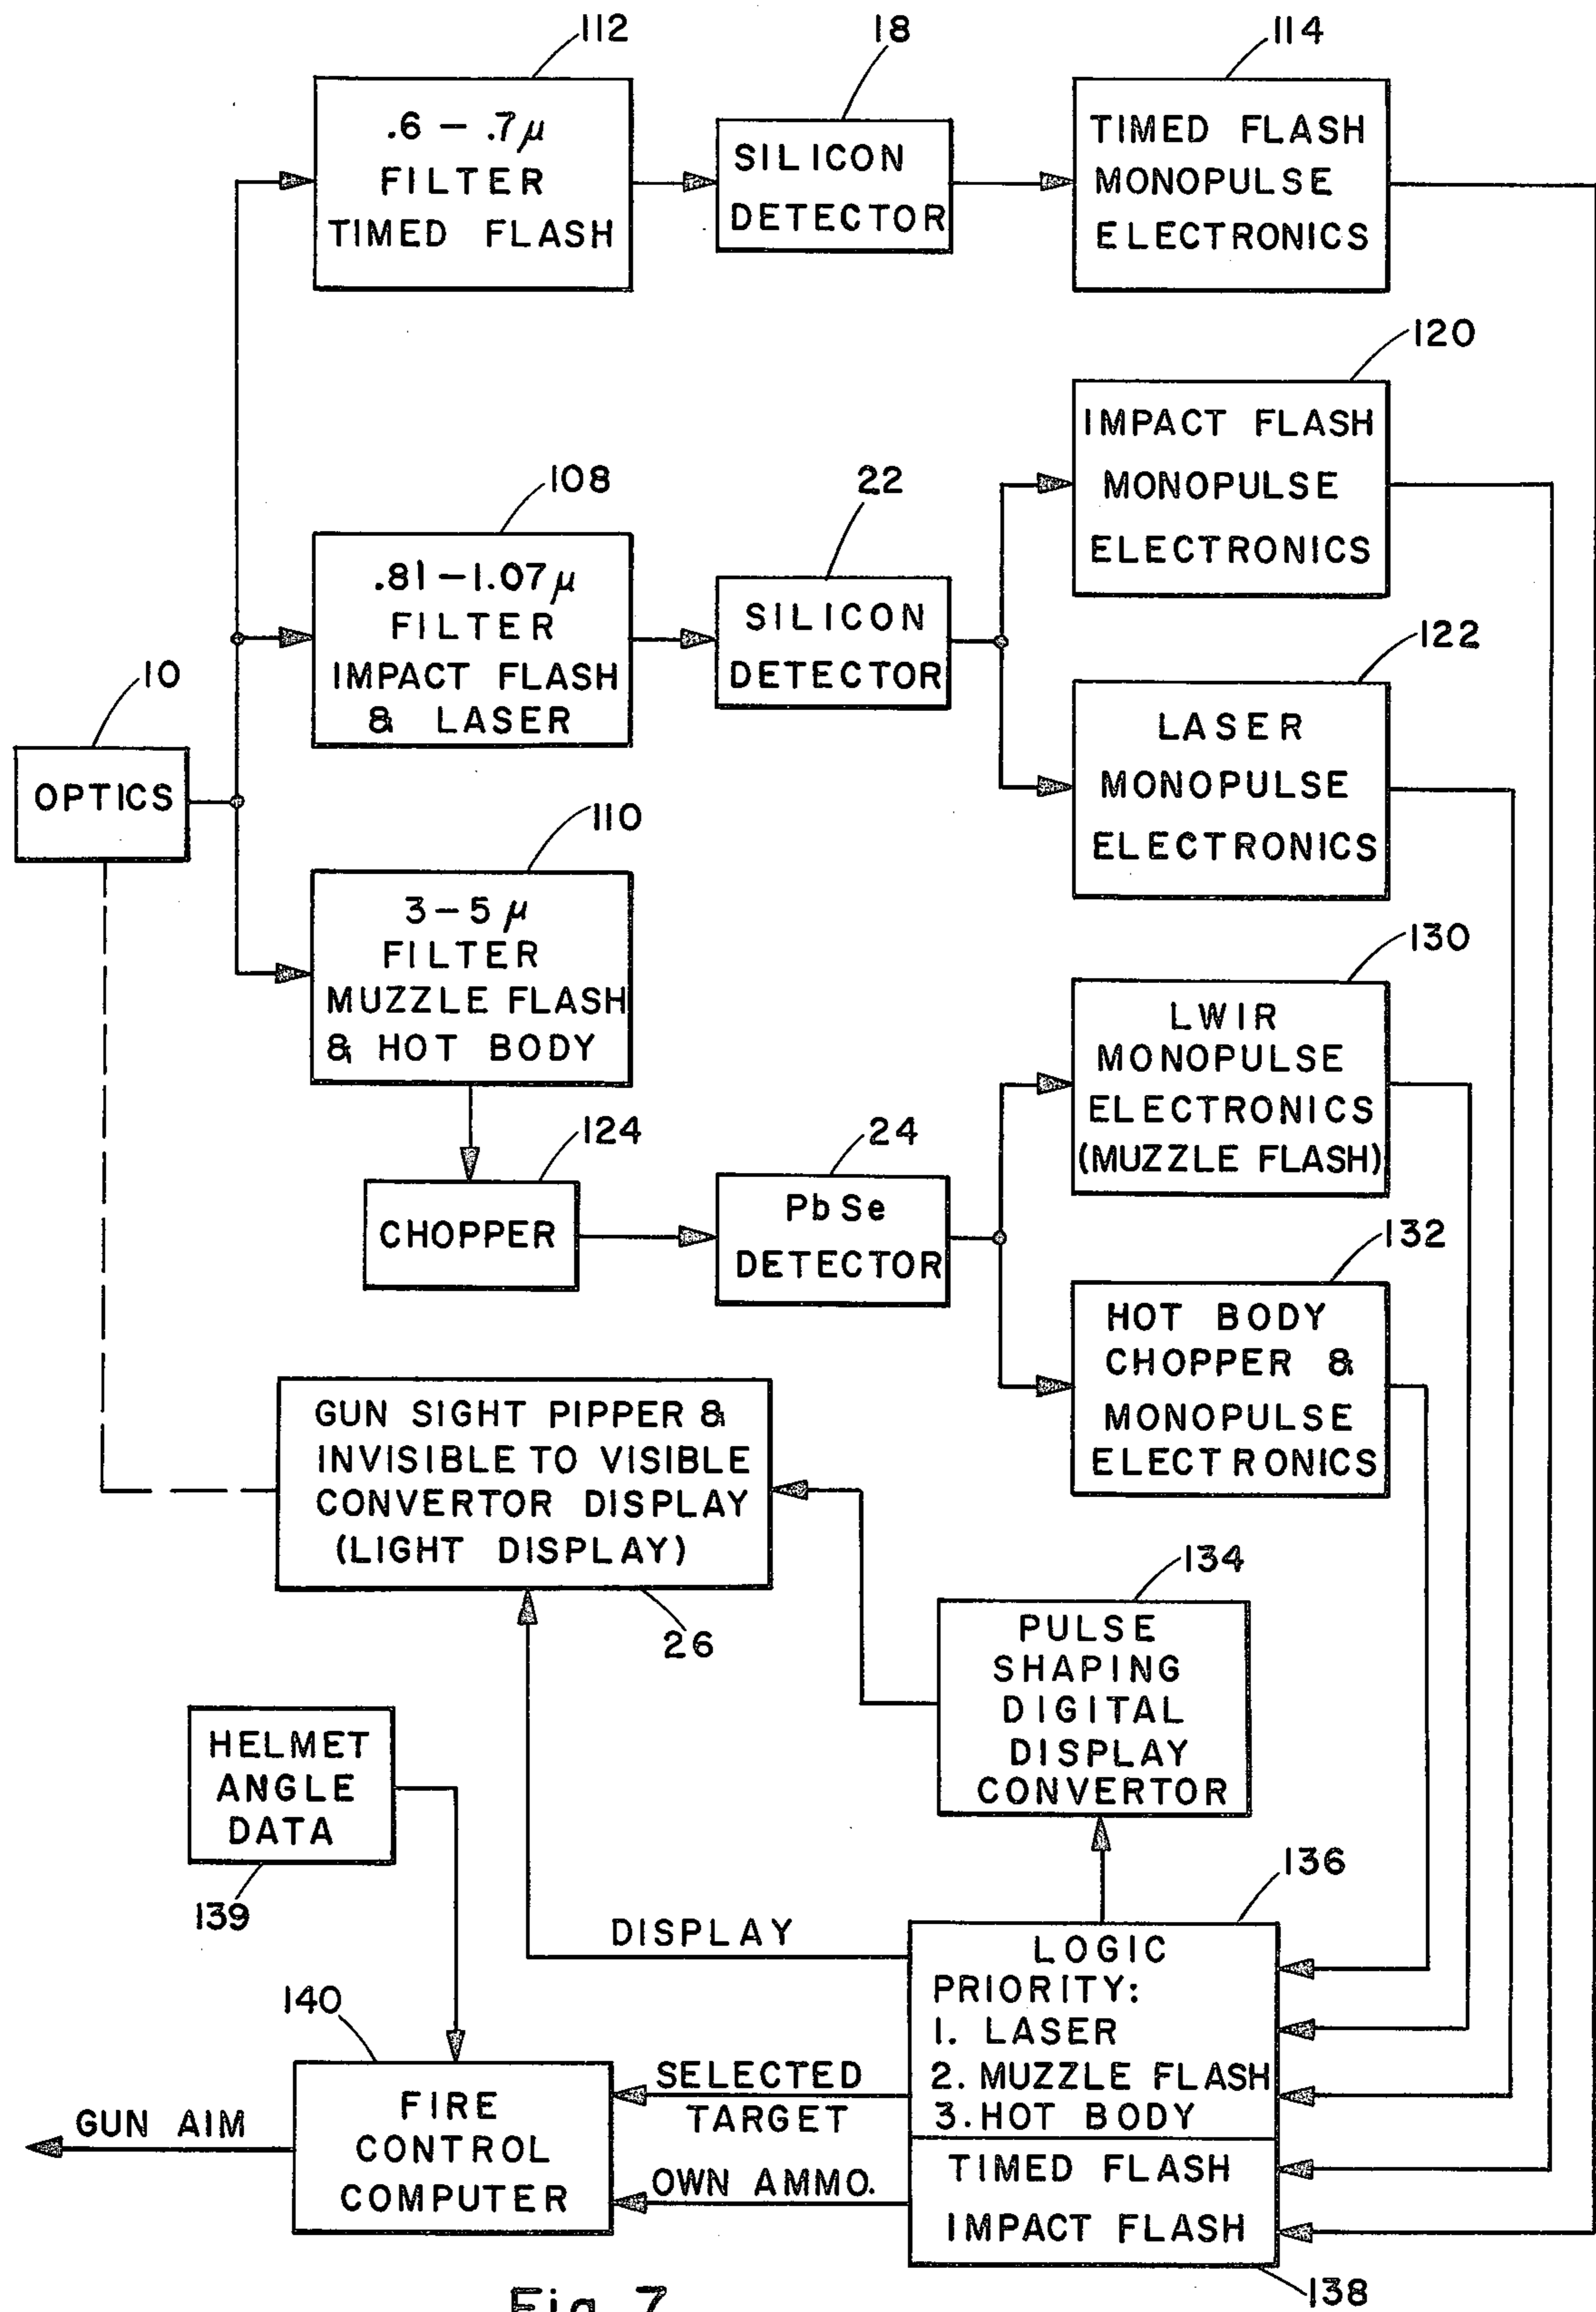 112
.6 – .7μ
FILTER
TIMED FLASH
18
SILICON
DETECTOR
114
TIMED FLASH
MONOPULSE
ELECTRONICS
108
.81–1.07μ
FILTER
IMPACT FLASH
& LASER
22
SILICON
DETECTOR
120
IMPACT FLASH
MONOPULSE
ELECTRONICS
122
LASER
MONOPULSE
ELECTRONICS
10
OPTICS
110
3–5 μ
FILTER
MUZZLE FLASH
& HOT BODY
124
CHOPPER
24
PbSe
DETECTOR
130
LWIR
MONOPULSE
ELECTRONICS
(MUZZLE FLASH)
132
HOT BODY
CHOPPER &
MONOPULSE
ELECTRONICS
GUN SIGHT PIPPER &
INVISIBLE TO VISIBLE
CONVERTOR DISPLAY
(LIGHT DISPLAY)
26
134
PULSE
SHAPING
DIGITAL
DISPLAY
CONVERTOR
HELMET
ANGLE
DATA
139
DISPLAY
136
LOGIC
PRIORITY:
1. LASER
2. MUZZLE FLASH
3. HOT BODY
TIMED FLASH
IMPACT FLASH
138
140
FIRE
CONTROL
COMPUTER
SELECTED
TARGET
OWN AMMO.
GUN AIM
Fig. 7